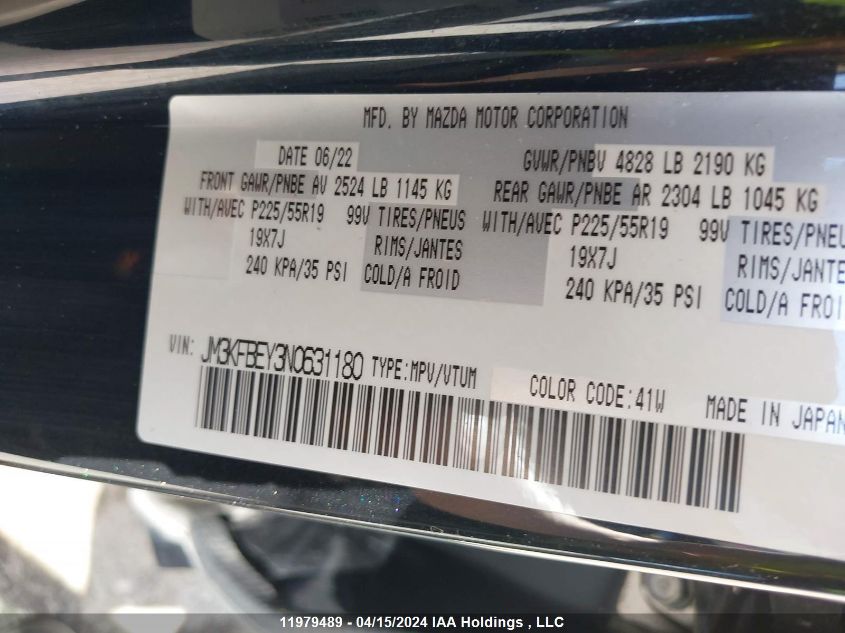 MFD. BY MAZDA MOTOR CORPORATION
DATE 06/22 GVWR/PNBV 4828 LB 2190 KG
FRONT GAWR/PNBE AV 2524 LB 1145 KG REAR GAWR/PNBE AR 2304 LB 1045 KG
WITH/AVEC P225/55R19 99V TIRES/PNEUS WITH/AVEC P225/55R19 99V TIRES/PNEU
19X7J RIMS/JANTES 19X7J RIMS/JANTE
240 KPA/35 PSI COLD/A FROID 240 KPA/35 PSI COLD/A FROI
VIN: JM3KFBEY3N0631180 TYPE:MPV/VTUM COLOR CODE:41W MADE IN JAPAN
11979489 - 04/15/2024 IAA Holdings , LLC